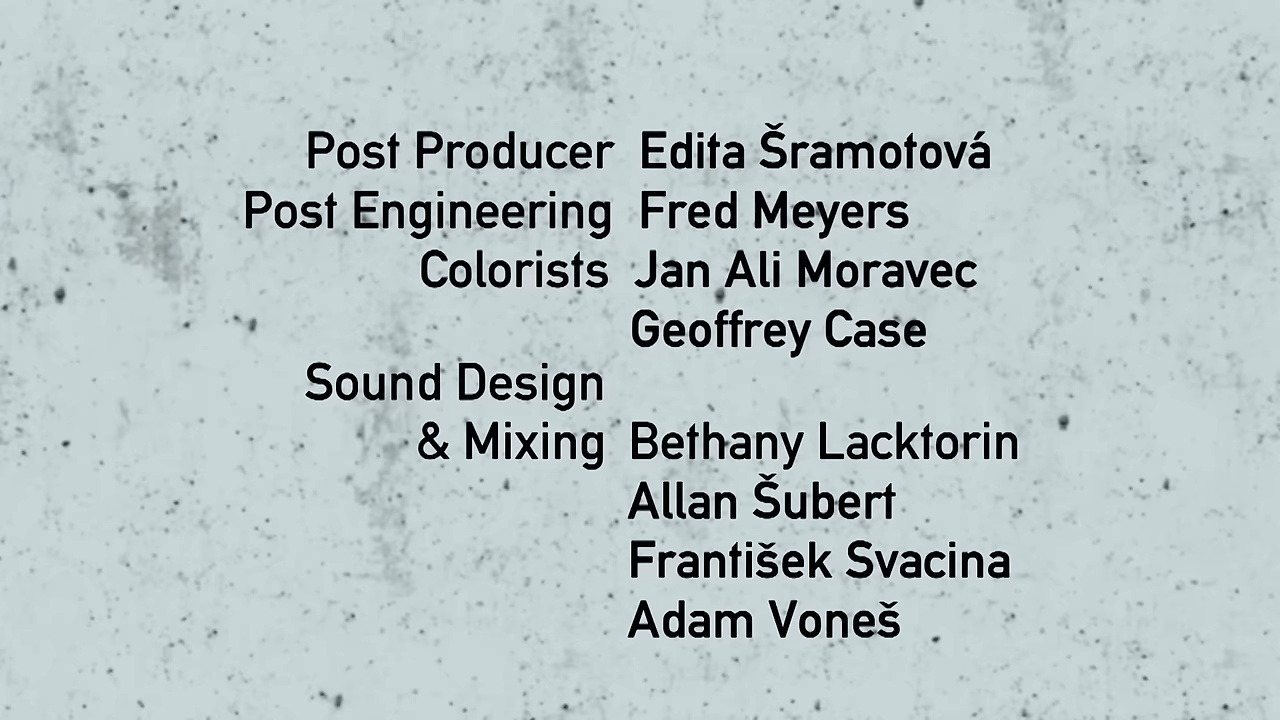 Post Producer Edita Šramotová
Post Engineering Fred Meyers
Colorists Jan Ali Moravec
Geoffrey Case
Sound Design
& Mixing Bethany Lacktorin
Allan Šubert
František Svacina
Adam Voneš